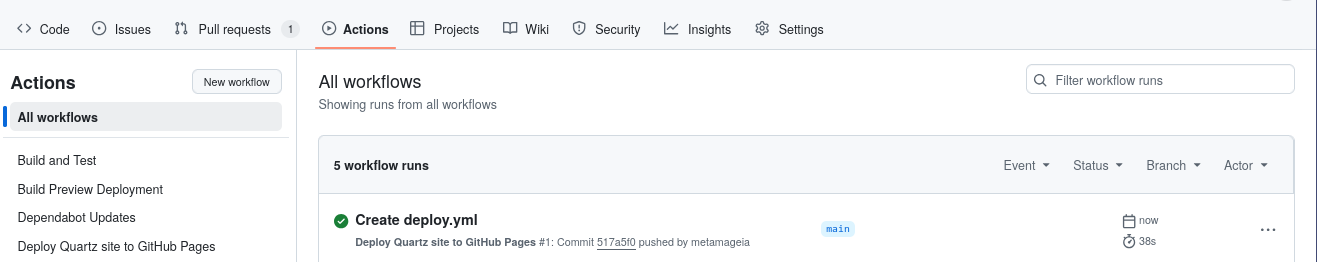 Code Issues Pull requests 1 Actions Projects Wiki Security Insights Settings
Actions New workflow
All workflows
Build and Test
Build Preview Deployment
Dependabot Updates
Deploy Quartz site to GitHub Pages
All workflows
Filter workflow runs
Showing runs from all workflows
5 workflow runs Event Status Branch Actor
Create deploy.yml
Deploy Quartz site to GitHub Pages #1: Commit 517a5f0 pushed by metamageia
main
now
38s